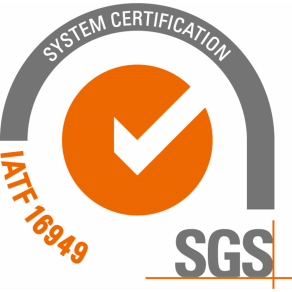 SYSTEM CERTIFICATION
IATF 16949
SGS